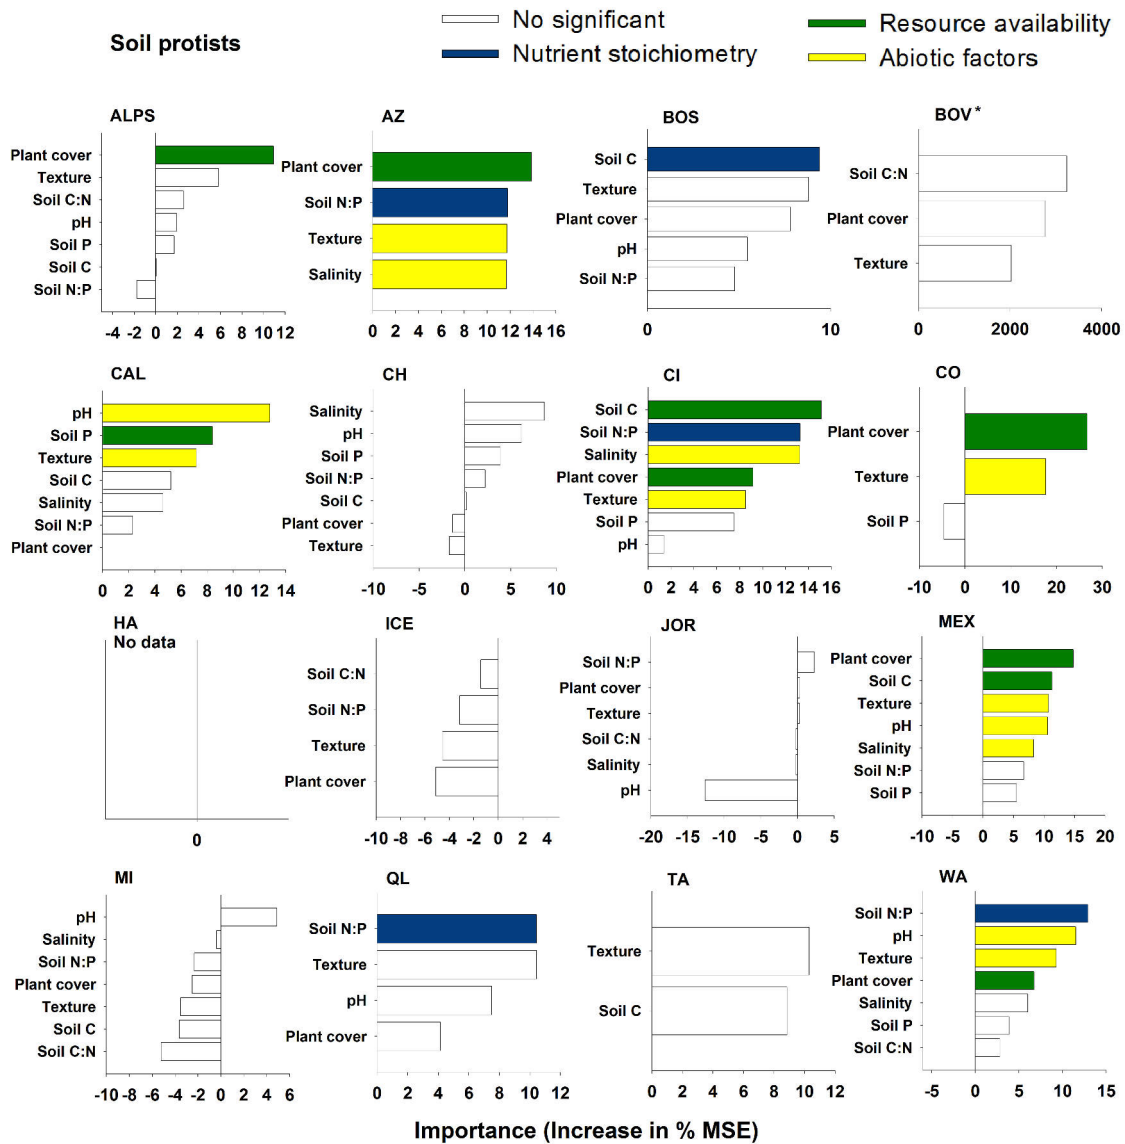 Soil protists
No significant
Nutrient stoichiometry
Resource availability
Abiotic factors
ALPS
Plant cover
Texture
Soil C:N
pH
Soil P
Soil C
Soil N:P
-4 -2 0 2 4 6 8 10 12
AZ
Plant cover
Soil N:P
Texture
Salinity
0 2 4 6 8 10 12 14 16
BOS
Soil C
Texture
Plant cover
pH
Soil N:P
0 10
BOV *
Soil C:N
Plant cover
Texture
0 2000 4000
CAL
pH
Soil P
Texture
Soil C
Salinity
Soil N:P
Plant cover
0 2 4 6 8 10 12 14
CH
Salinity
pH
Soil P
Soil N:P
Soil C
Plant cover
Texture
-10 -5 0 5 10
CI
Soil C
Soil N:P
Salinity
Plant cover
Texture
Soil P
pH
0 2 4 6 8 10 12 14 16
CO
Plant cover
Texture
Soil P
-10 0 10 20 30
HA
No data
0
ICE
Soil C:N
Soil N:P
Texture
Plant cover
-10 -8 -6 -4 -2 0 2 4
JOR
Soil N:P
Plant cover
Texture
Soil C:N
Salinity
pH
-20 -15 -10 -5 0 5
MEX
Plant cover
Soil C
Texture
pH
Salinity
Soil N:P
Soil P
-10 -5 0 5 10 15 20
MI
pH
Salinity
Soil N:P
Plant cover
Texture
Soil C
Soil C:N
-10 -8 -6 -4 -2 0 2 4 6
QL
Soil N:P
Texture
pH
Plant cover
0 2 4 6 8 10 12
TA
Texture
Soil C
0 2 4 6 8 10 12
WA
Soil N:P
pH
Texture
Plant cover
Salinity
Soil P
Soil C:N
-5 0 5 10 15
Importance (Increase in % MSE)